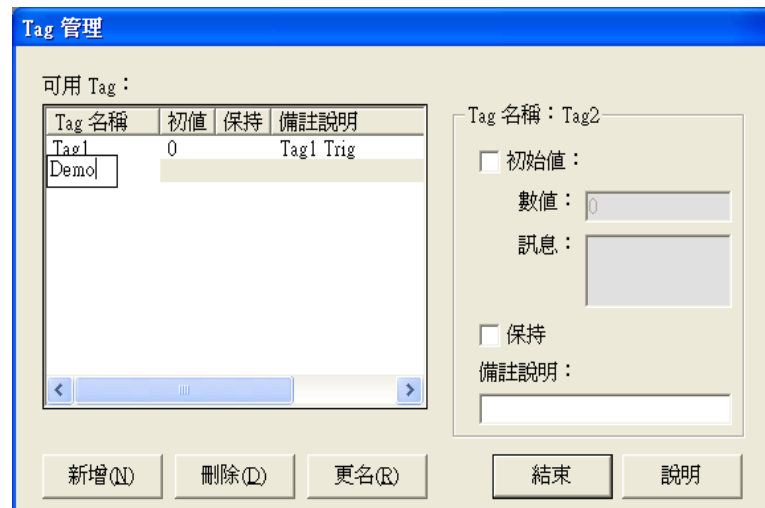 Tag 管理
可用 Tag：
Tag 名稱 初值 保持 備註說明
Tag1 0 Tag1 Trig
Demo
Tag 名稱：Tag2
初始值：
數值： 0
訊息：
保持
備註說明：
新增(N) 刪除(D) 更名(R) 結束 說明